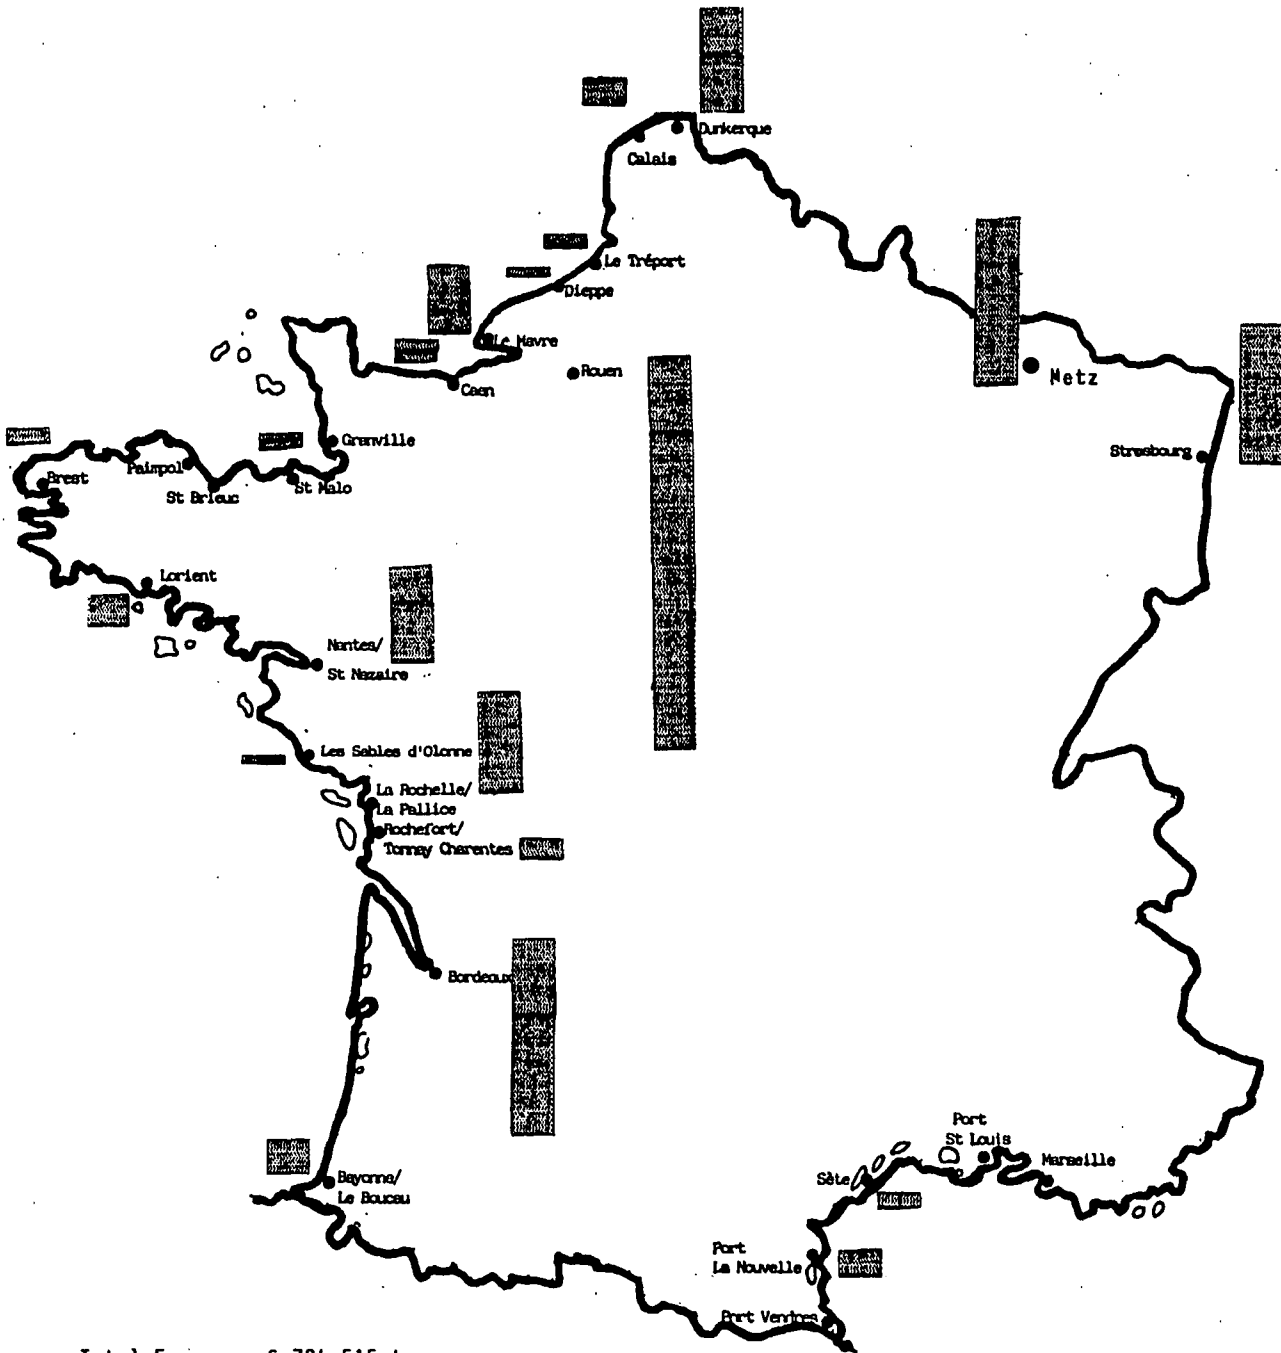 Dunkerque
Calais
Le Tréport
Dieppe
Le Havre
Rouen
Caen
Metz
Granville
Strasbourg
Paimpol
Brest
St Brieuc
St Malo
Lorient
Nantes/
St Nazaire
Les Sables d'Olonne
La Rochelle/
La Pallice
Rochefort/
Tonnay Charentes
Bordeaux
Port
St Louis
Marseille
Sète
Bayonne/
Le Boucau
Port
La Nouvelle
Port Vendres